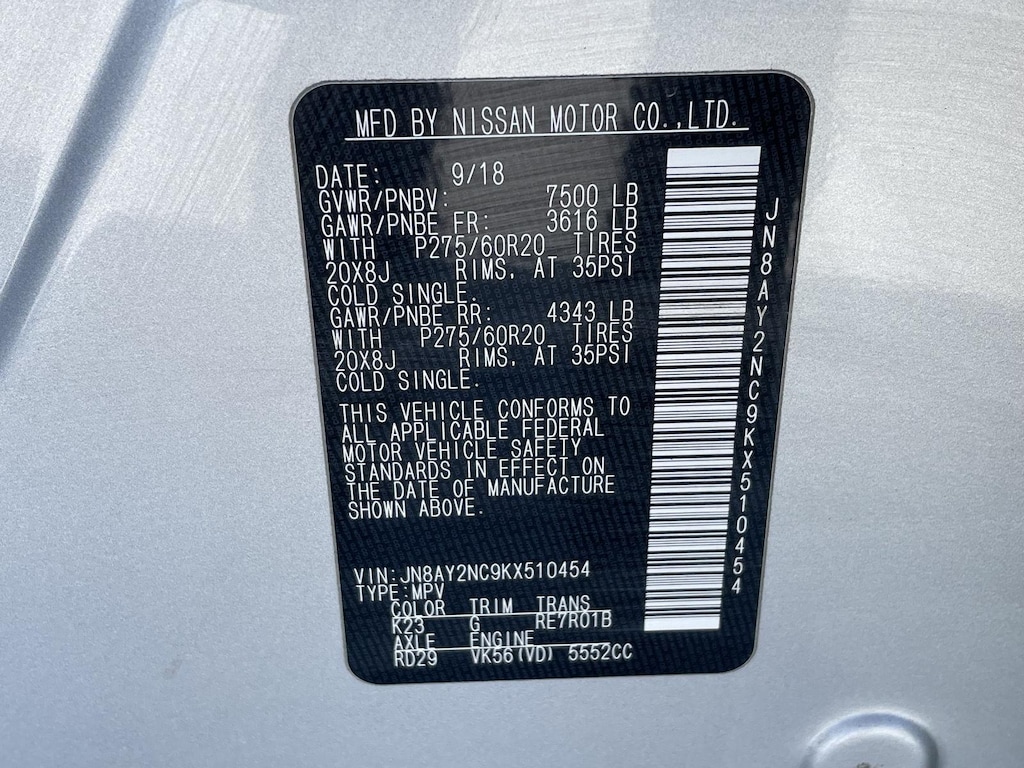 MFD BY NISSAN MOTOR CO.,LTD.
DATE: 9/18
GVWR/PNBV: 7500 LB
GAWR/PNBE FR: 3616 LB
WITH P275/60R20 TIRES
20X8J RIMS, AT 35PSI
COLD SINGLE.
GAWR/PNBE RR: 4343 LB
WITH P275/60R20 TIRES
20X8J RIMS, AT 35PSI
COLD SINGLE.
THIS VEHICLE CONFORMS TO
ALL APPLICABLE FEDERAL
MOTOR VEHICLE SAFETY
STANDARDS IN EFFECT ON
THE DATE OF MANUFACTURE
SHOWN ABOVE.
VIN:JN8AY2NC9KX510454
TYPE:MPV
COLOR TRIM TRANS
K23 G RE7R01B
AXLE ENGINE
RD29 VK56(VD) 5552CC
JN8AY2NC9KX510454